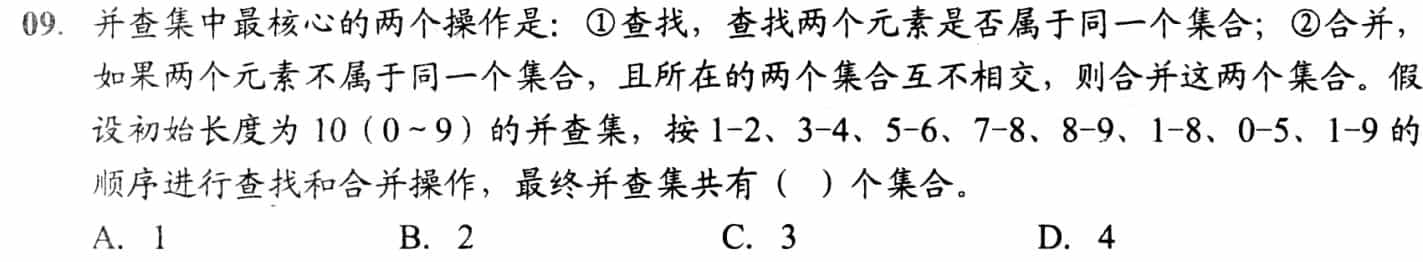 09. 并查集中最核心的两个操作是：①查找，查找两个元素是否属于同一个集合；②合并，
如果两个元素不属于同一个集合，且所在的两个集合互不相交，则合并这两个集合。假
设初始长度为 10（0~9）的并查集，按 1-2、3-4、5-6、7-8、8-9、1-8、0-5、1-9 的
顺序进行查找和合并操作，最终并查集共有（ ）个集合。
A. 1 B. 2 C. 3 D. 4